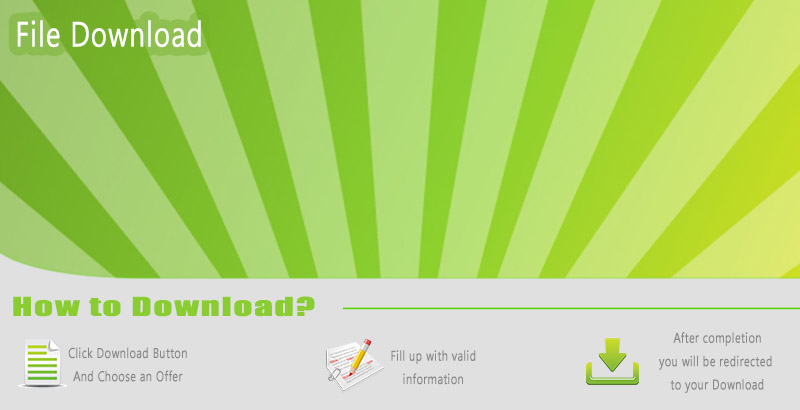 File Download
How to Download?
Click Download Button
And Choose an Offer
Fill up with valid
information
After completion
you will be redirected
to your Download